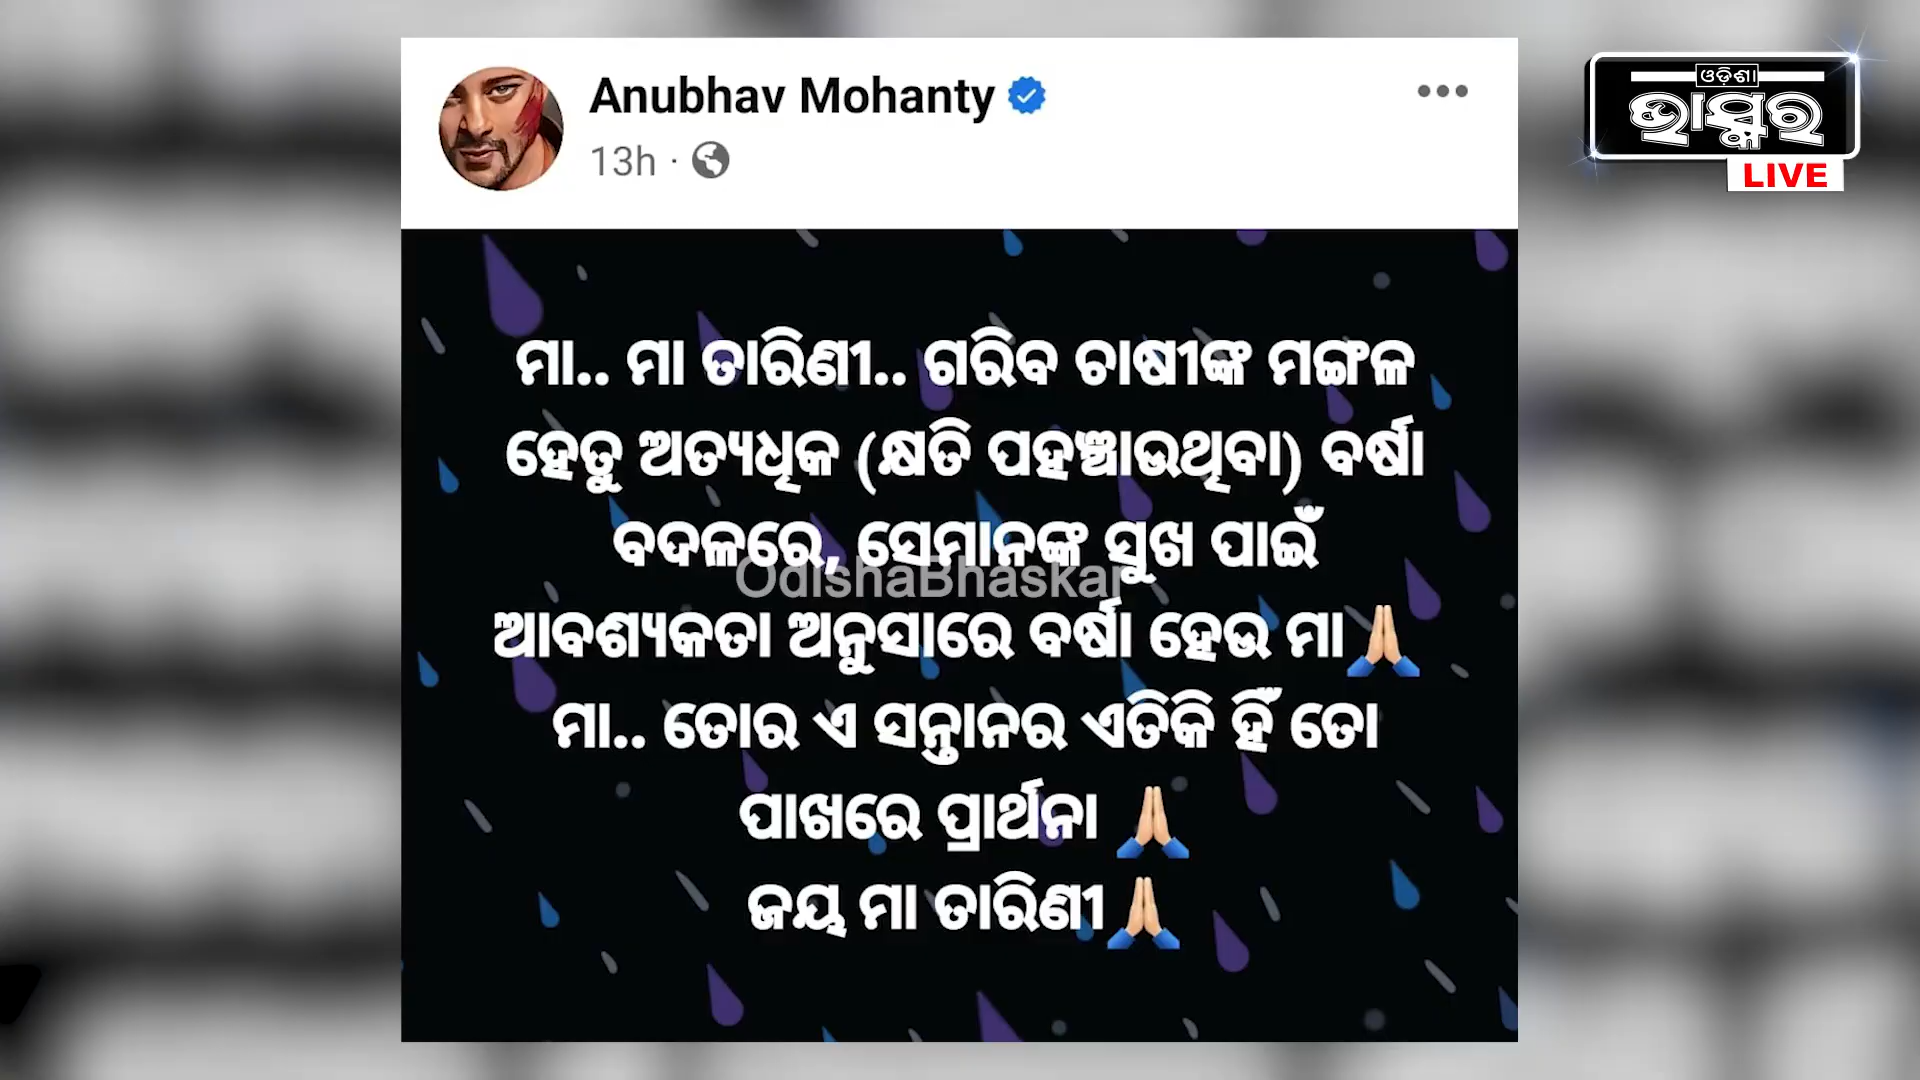 Anubhav Mohanty
13h ·
ଓଡ଼ିଶା
ଭାସ୍କର
LIVE
ମା.. ମା ତାରିଣୀ.. ଗରିବ ଚାଷୀଙ୍କ ମଙ୍ଗଳ
ହେତୁ ଅତ୍ୟଧିକ (କ୍ଷତି ପହଞ୍ଚାଉଥିବା) ବର୍ଷା
ବଦଳରେ, ସେମାନଙ୍କ ସୁଖ ପାଇଁ
OdishaBhaskar
ଆବଶ୍ୟକତା ଅନୁସାରେ ବର୍ଷା ହେଉ ମା🙏🏻
ମା.. ତୋର ଏ ସନ୍ତାନର ଏତିକି ହିଁ ତୋ
ପାଖରେ ପ୍ରାର୍ଥନା 🙏🏻
ଜୟ ମା ତାରିଣୀ🙏🏻